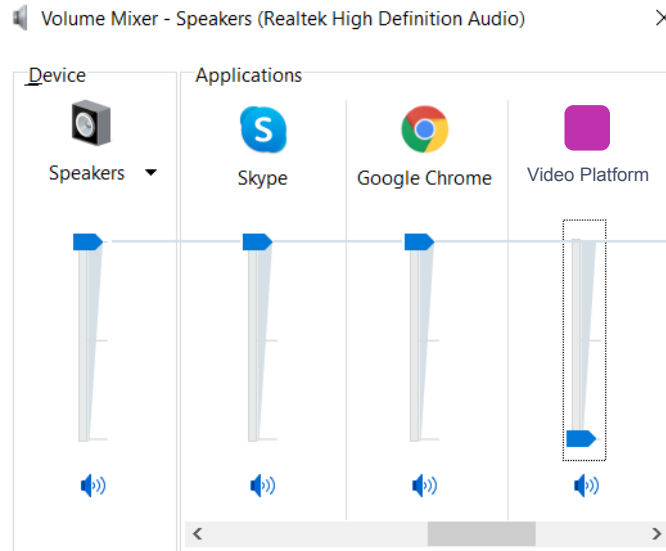 Volume Mixer - Speakers (Realtek High Definition Audio)
Device
Applications
Speakers
Skype
Google Chrome
Video Platform